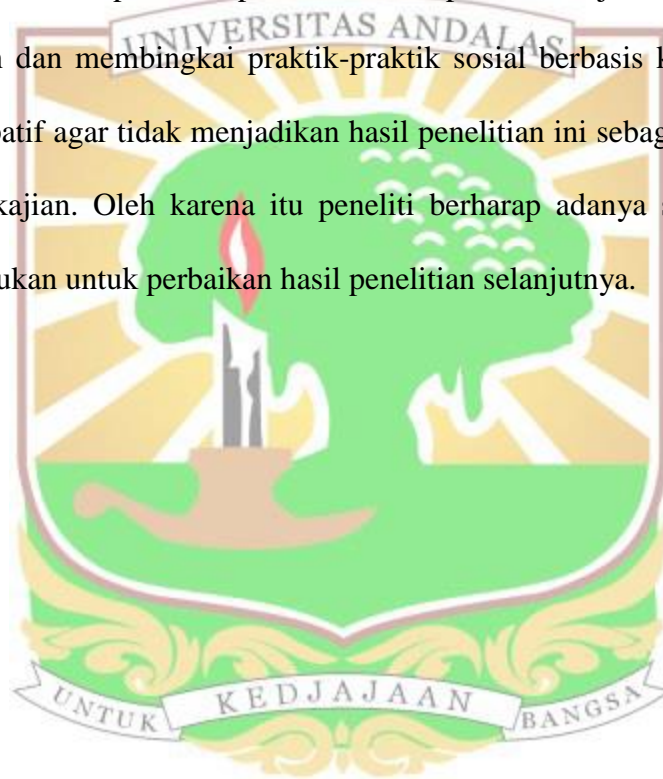 UNIVERSITAS ANDALAS
n dan membingkai praktik-praktik sosial berbasis k
patif agar tidak menjadikan hasil penelitian ini sebag
kajian. Oleh karena itu peneliti berharap adanya s
ukan untuk perbaikan hasil penelitian selanjutnya.
UNTUK KEDJAJAAN BANGSA